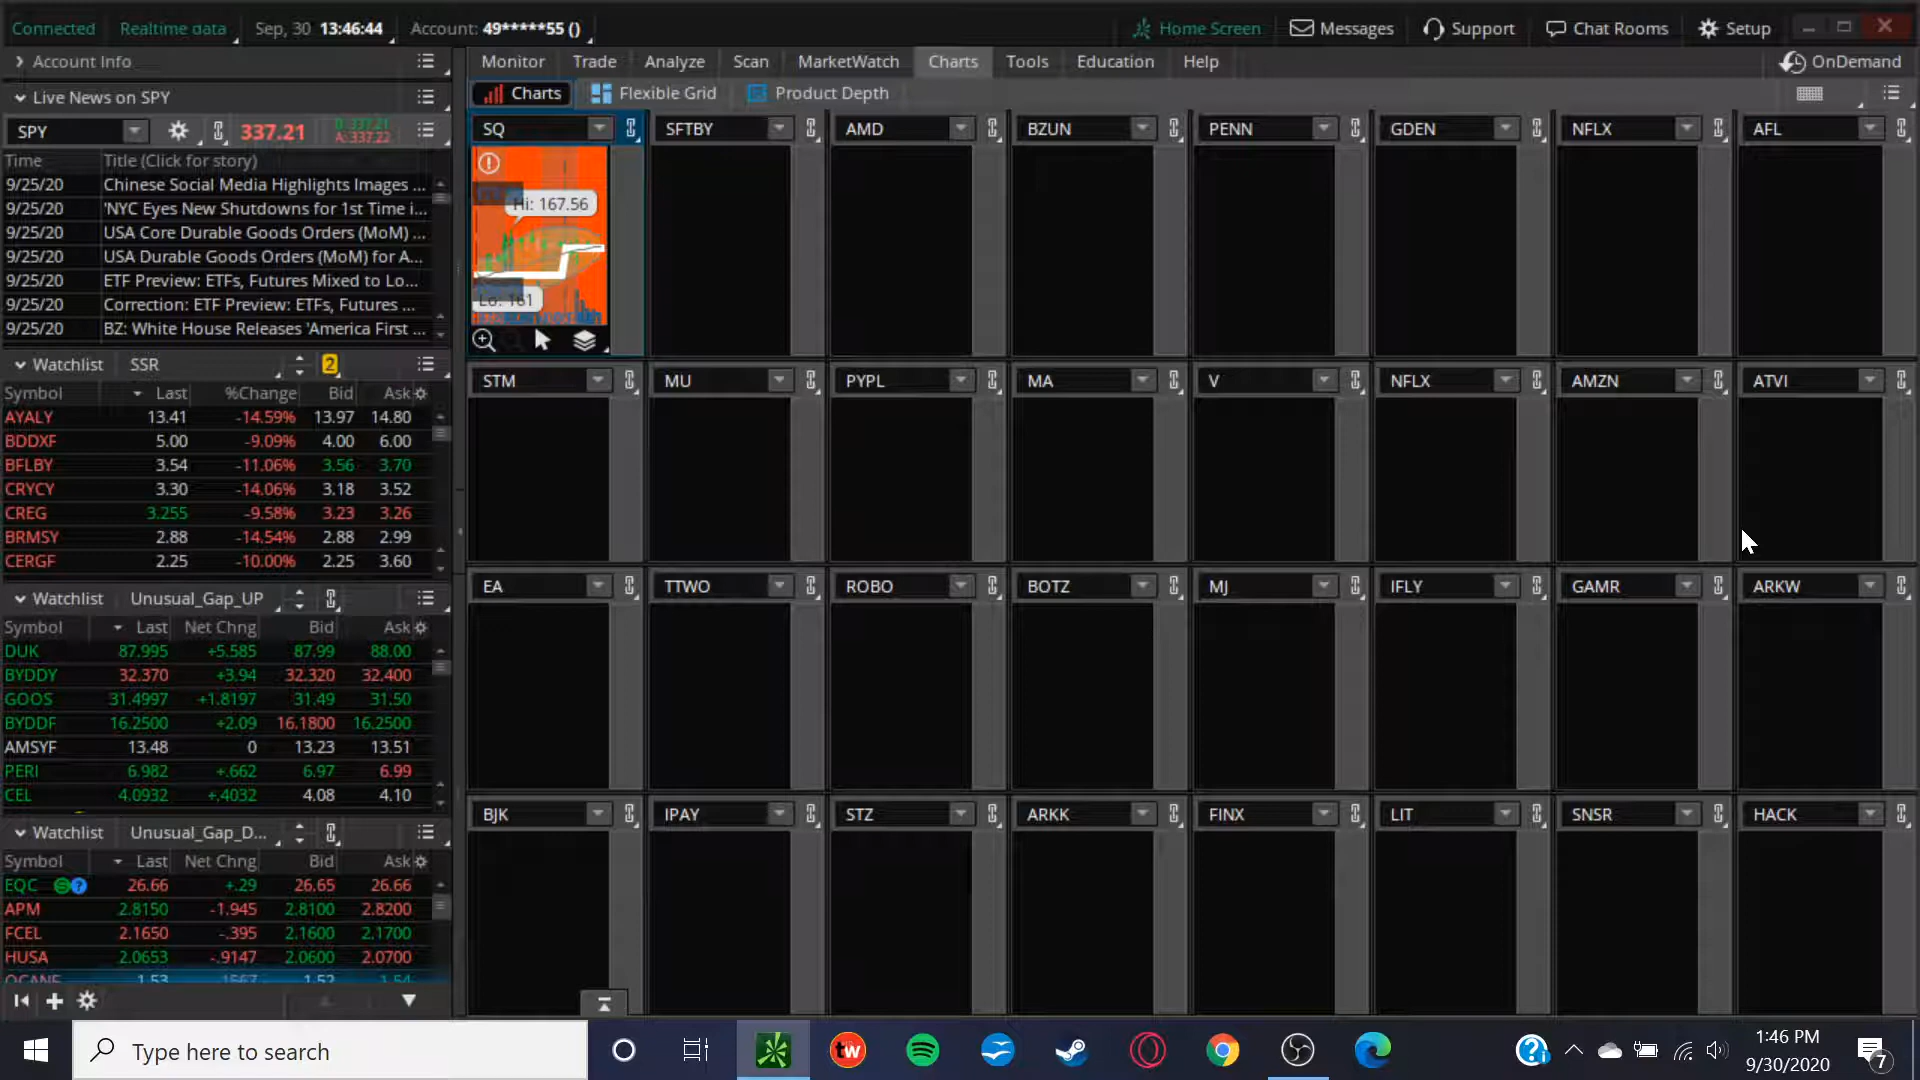 Connected Realtime data Sep, 30 13:46:44 Account: 49*****55 () Home Screen Messages Support Chat Rooms Setup
Account Info Monitor Trade Analyze Scan MarketWatch Charts Tools Education Help OnDemand
Live News on SPY Charts Flexible Grid Product Depth
SPY 337.21 B: 337.21 A: 337.22
Time Title (Click for story)
9/25/20 Chinese Social Media Highlights Images ...
9/25/20 'NYC Eyes New Shutdowns for 1st Time i...
9/25/20 USA Core Durable Goods Orders (MoM) ...
9/25/20 USA Durable Goods Orders (MoM) for A...
9/25/20 ETF Preview: ETFs, Futures Mixed to Lo...
9/25/20 Correction: ETF Preview: ETFs, Futures ...
9/25/20 BZ: White House Releases 'America First ...
Watchlist SSR 2
Symbol Last %Change Bid Ask
AYALY 13.41 -14.59% 13.97 14.80
BDDXF 5.00 -9.09% 4.00 6.00
BFLBY 3.54 -11.06% 3.56 3.70
CRYCY 3.30 -14.06% 3.18 3.52
CREG 3.255 -9.58% 3.23 3.26
BRMSY 2.88 -14.54% 2.88 2.99
CERGF 2.25 -10.00% 2.25 3.60
Watchlist Unusual_Gap_UP
Symbol Last Net Chng Bid Ask
DUK 87.995 +5.585 87.99 88.00
BYDDY 32.370 +3.94 32.320 32.400
GOOS 31.4997 +1.8197 31.49 31.50
BYDDF 16.2500 +2.09 16.1800 16.2500
AMSYF 13.48 0 13.23 13.51
PERI 6.982 +.662 6.97 6.99
CEL 4.0932 +.4032 4.08 4.10
Watchlist Unusual_Gap_D...
Symbol Last Net Chng Bid Ask
EQC 26.66 +.29 26.65 26.66
APM 2.8150 -1.945 2.8100 2.8200
FCEL 2.1650 -.395 2.1600 2.1700
HUSA 2.0653 -.9147 2.0600 2.0700
1.53 1.52 1.54
SQ SFTBY AMD BZUN PENN GDEN NFLX AFL
Hi: 167.56
Lo: 161
STM MU PYPL MA V NFLX AMZN ATVI
EA TTWO ROBO BOTZ MJ IFLY GAMR ARKW
BJK IPAY STZ ARKK FINX LIT SNSR HACK
Type here to search
tw
1:46 PM
9/30/2020
7